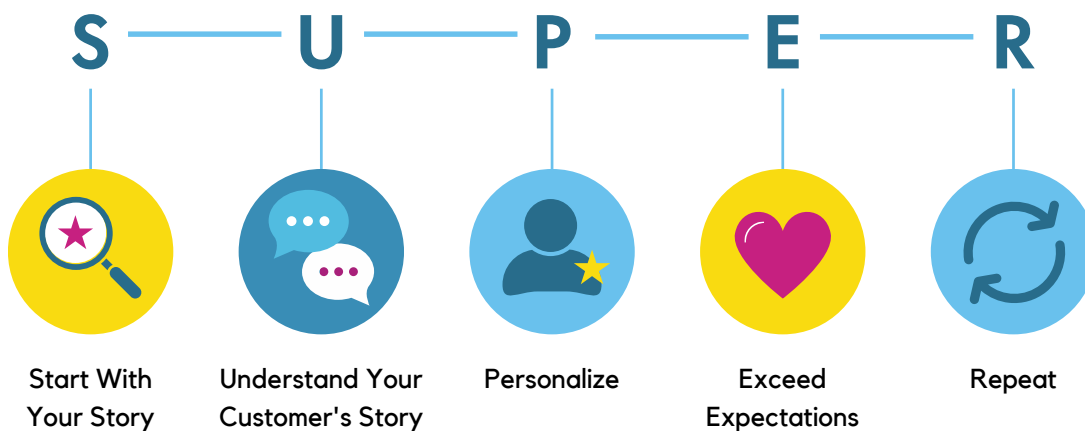 S U P E R
Start With
Your Story
Understand Your
Customer's Story
Personalize
Exceed
Expectations
Repeat